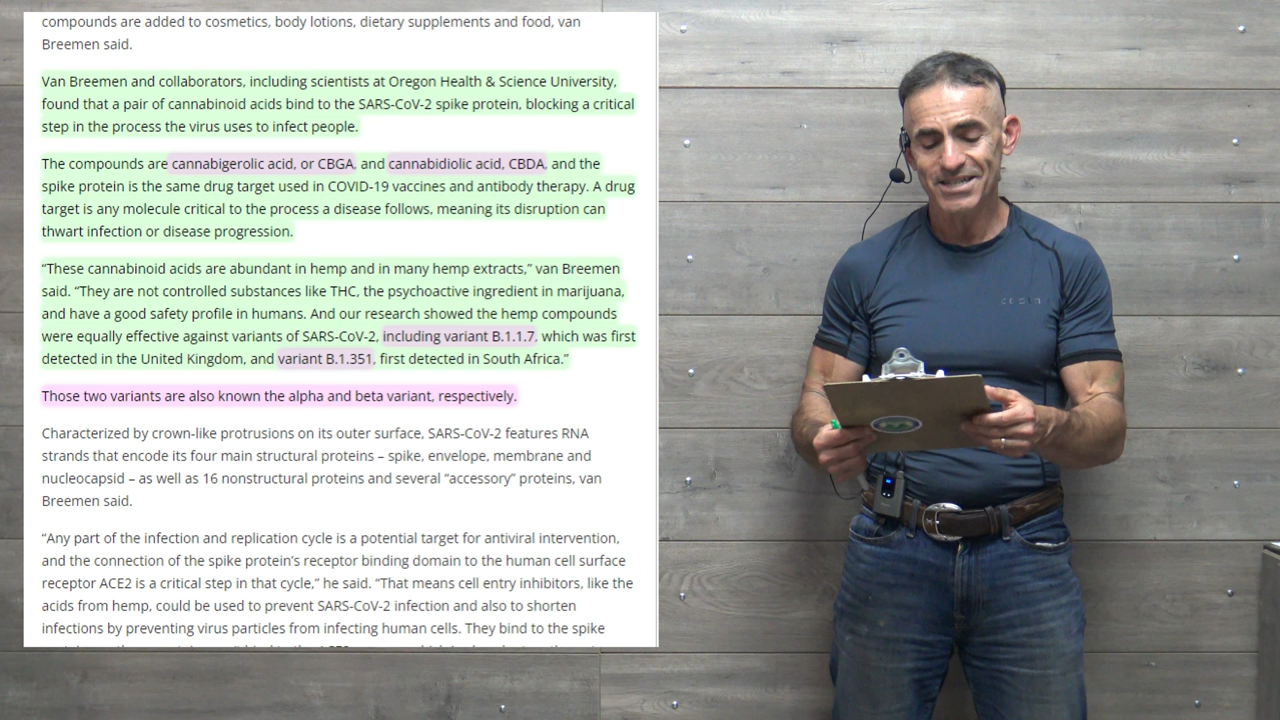 compounds are added to cosmetics, body lotions, dietary supplements and food, van
Breemen said.
Van Breemen and collaborators, including scientists at Oregon Health & Science University,
found that a pair of cannabinoid acids bind to the SARS-CoV-2 spike protein, blocking a critical
step in the process the virus uses to infect people.
The compounds are cannabigerolic acid, or CBGA, and cannabidiolic acid, CBDA, and the
spike protein is the same drug target used in COVID-19 vaccines and antibody therapy. A drug
target is any molecule critical to the process a disease follows, meaning its disruption can
thwart infection or disease progression.
“These cannabinoid acids are abundant in hemp and in many hemp extracts,” van Breemen
said. “They are not controlled substances like THC, the psychoactive ingredient in marijuana,
and have a good safety profile in humans. And our research showed the hemp compounds
were equally effective against variants of SARS-CoV-2, including variant B.1.1.7, which was first
detected in the United Kingdom, and variant B.1.351, first detected in South Africa.”
Those two variants are also known the alpha and beta variant, respectively.
Characterized by crown-like protrusions on its outer surface, SARS-CoV-2 features RNA
strands that encode its four main structural proteins – spike, envelope, membrane and
nucleocapsid – as well as 16 nonstructural proteins and several “accessory” proteins, van
Breemen said.
“Any part of the infection and replication cycle is a potential target for antiviral intervention,
and the connection of the spike protein’s receptor binding domain to the human cell surface
receptor ACE2 is a critical step in that cycle,” he said. “That means cell entry inhibitors, like the
acids from hemp, could be used to prevent SARS-CoV-2 infection and also to shorten
infections by preventing virus particles from infecting human cells. They bind to the spike